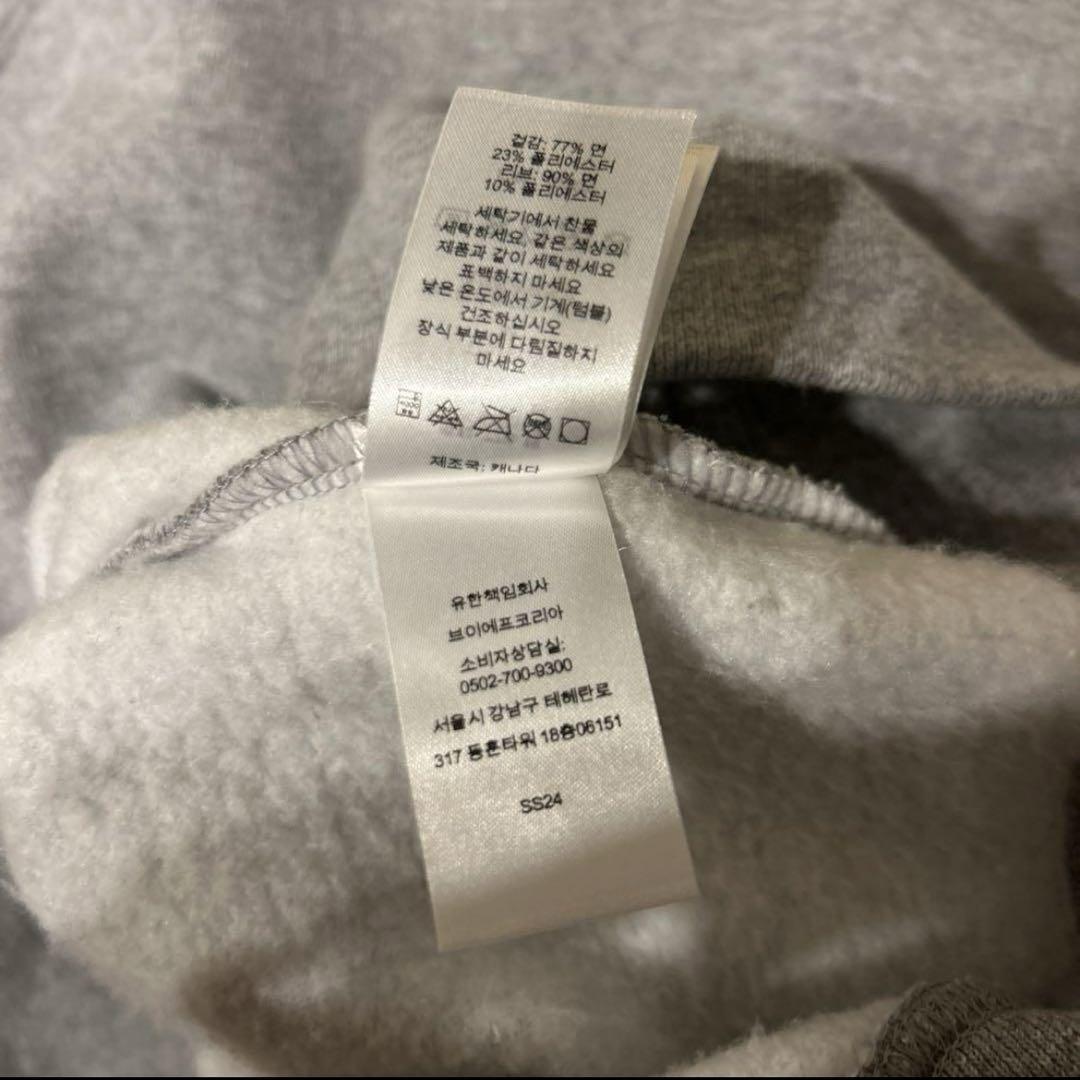 겉감: 77% 면
23% 폴리에스터
리브: 90% 면
10% 폴리에스터
세탁기에서 찬물
세탁하세요, 같은 색상의
제품과 같이 세탁하세요
표백하지 마세요
낮은 온도에서 기계(텀블)
건조하십시오
장식 부분에 다림질하지
마세요
제조국: 캐나다
유한책임회사
브이에프코리아
소비자상담실:
0502-700-9300
서울시 강남구 테헤란로
317 동훈타워 18층06151
SS24